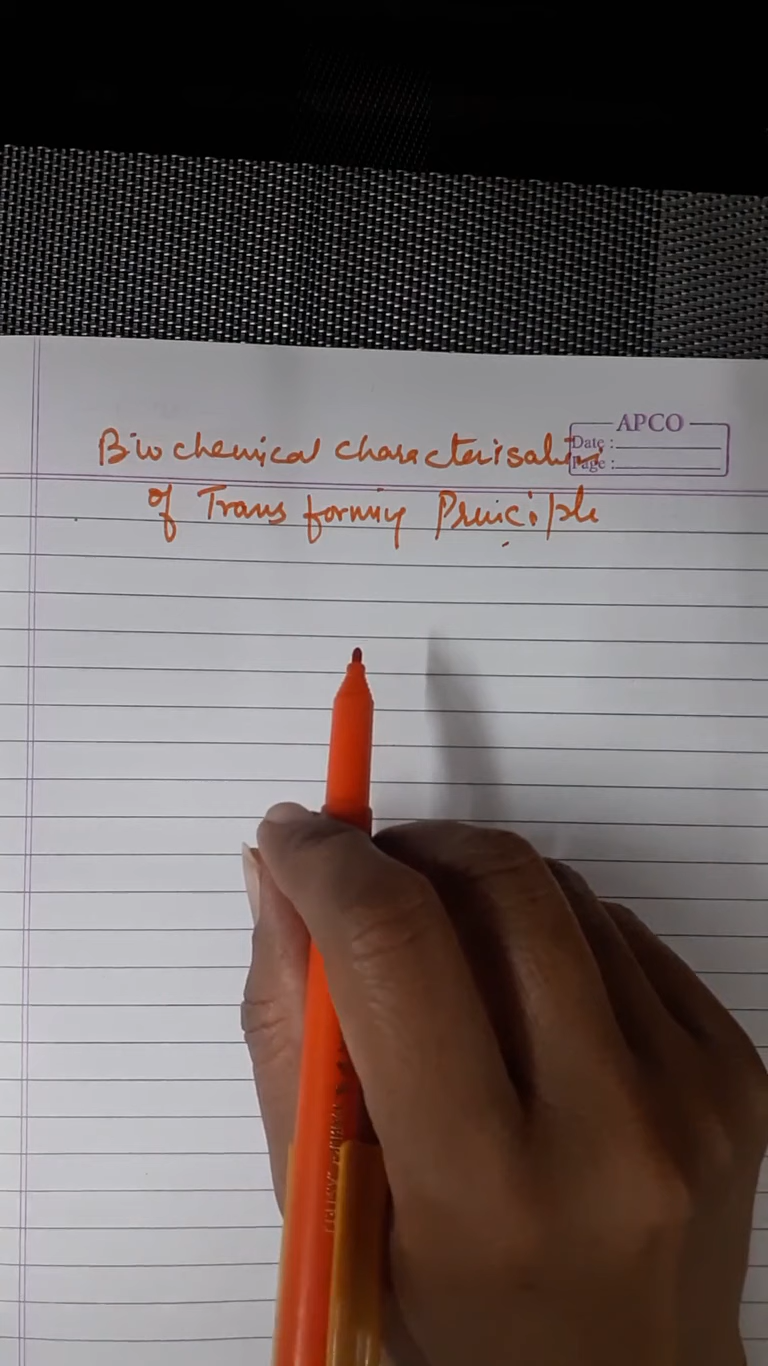 APCO
Date :
Page :
Biochemical characterisation
of Transforming Principle